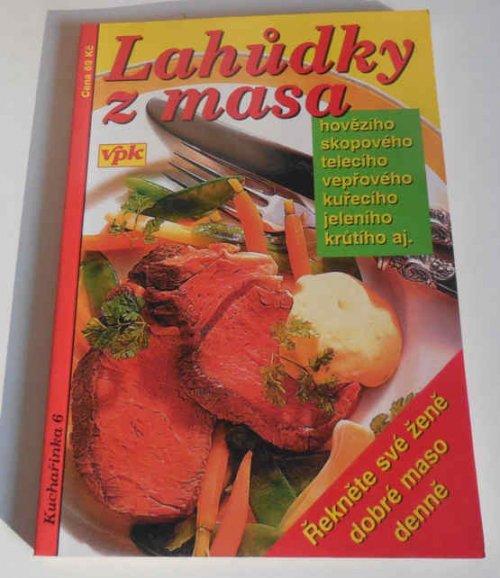 Cena 69 Kč
Lahůdky
z masa
vpk
hovězího
skopového
telecího
vepřového
kuřecího
jeleního
krůtího aj.
Kuchařinka 6
Řekněte své ženě
dobré maso
denně